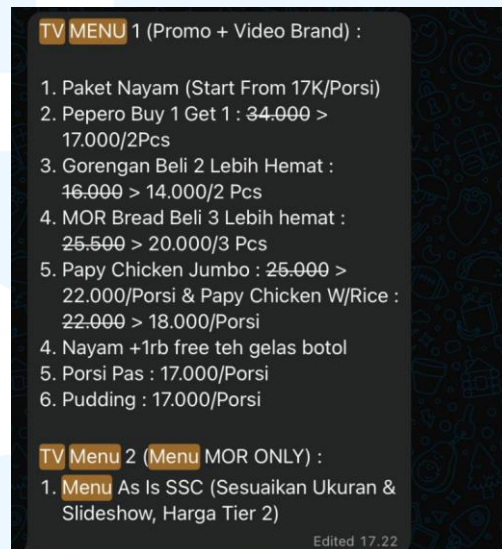 TV MENU 1 (Promo + Video Brand) :
1. Paket Nayam (Start From 17K/Porsi)
2. Pepero Buy 1 Get 1 : 34.000 >
17.000/2Pcs
3. Gorengan Beli 2 Lebih Hemat :
16.000 > 14.000/2 Pcs
4. MOR Bread Beli 3 Lebih hemat :
25.500 > 20.000/3 Pcs
5. Papy Chicken Jumbo : 25.000 >
22.000/Porsi & Papy Chicken W/Rice :
22.000 > 18.000/Porsi
4. Nayam +1rb free teh gelas botol
5. Porsi Pas : 17.000/Porsi
6. Pudding : 17.000/Porsi
TV Menu 2 (Menu MOR ONLY) :
1. Menu As Is SSC (Sesuaikan Ukuran &
Slideshow, Harga Tier 2)
Edited 17.22